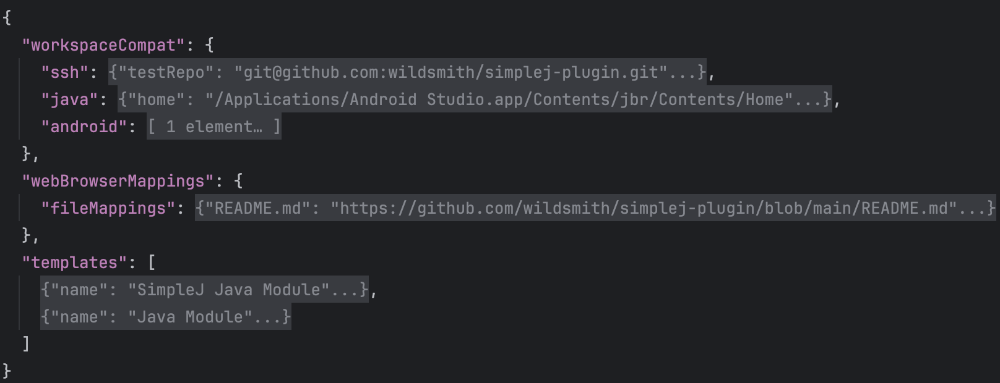 {
"workspaceCompat": {
"ssh": {"testRepo": "git@github.com:wildsmith/simplej-plugin.git"...},
"java": {"home": "/Applications/Android Studio.app/Contents/jbr/Contents/Home"...},
"android": [ 1 element… ]
},
"webBrowserMappings": {
"fileMappings": {"README.md": "https://github.com/wildsmith/simplej-plugin/blob/main/README.md"...}
},
"templates": [
{"name": "SimpleJ Java Module"...},
{"name": "Java Module"...}
]
}